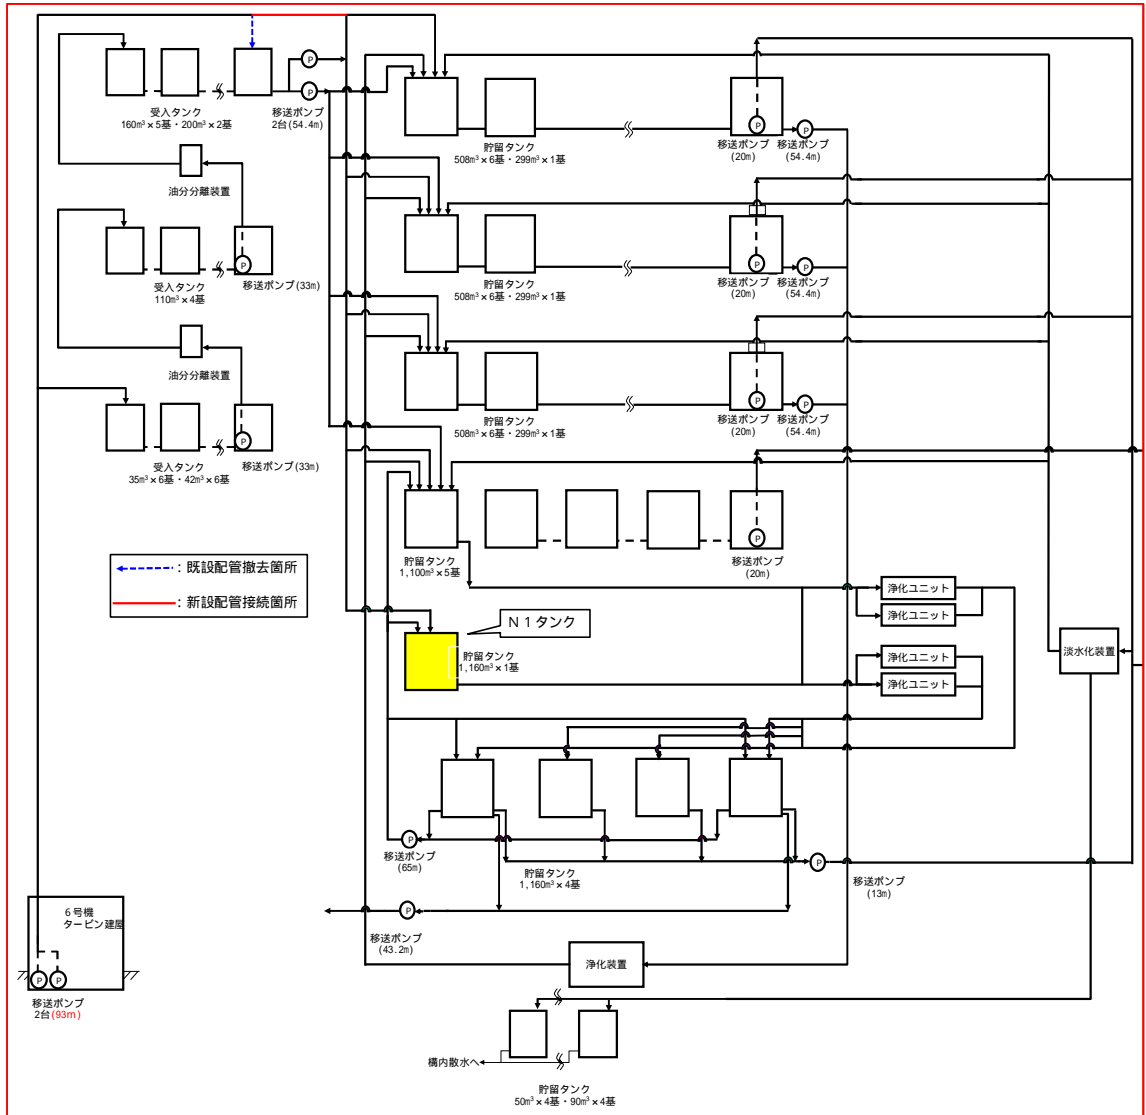 P
P
受入タンク
160m³×5基・200m³×2基
移送ポンプ
2台(54.4m)
貯留タンク
508m³×6基・299m³×1基
P
P
移送ポンプ
(20m)
移送ポンプ
(54.4m)
油分分離装置
P
受入タンク
110m³×4基
移送ポンプ(33m)
貯留タンク
508m³×6基・299m³×1基
P
P
移送ポンプ
(20m)
移送ポンプ
(54.4m)
油分分離装置
P
受入タンク
35m³×6基・42m³×6基
移送ポンプ(33m)
貯留タンク
508m³×6基・299m³×1基
P
P
移送ポンプ
(20m)
移送ポンプ
(54.4m)
貯留タンク
1,100m³×5基
P
移送ポンプ
(20m)
：既設配管撤去箇所
：新設配管接続箇所
N1タンク
貯留タンク
1,160m³×1基
浄化ユニット
浄化ユニット
浄化ユニット
浄化ユニット
淡水化装置
P
移送ポンプ
(65m)
貯留タンク
1,160m³×4基
P
移送ポンプ
(13m)
P
移送ポンプ
(43.2m)
6号機
タービン建屋
P
P
移送ポンプ
2台(93m)
浄化装置
構内散水へ
貯留タンク
50m³×4基・90m³×4基